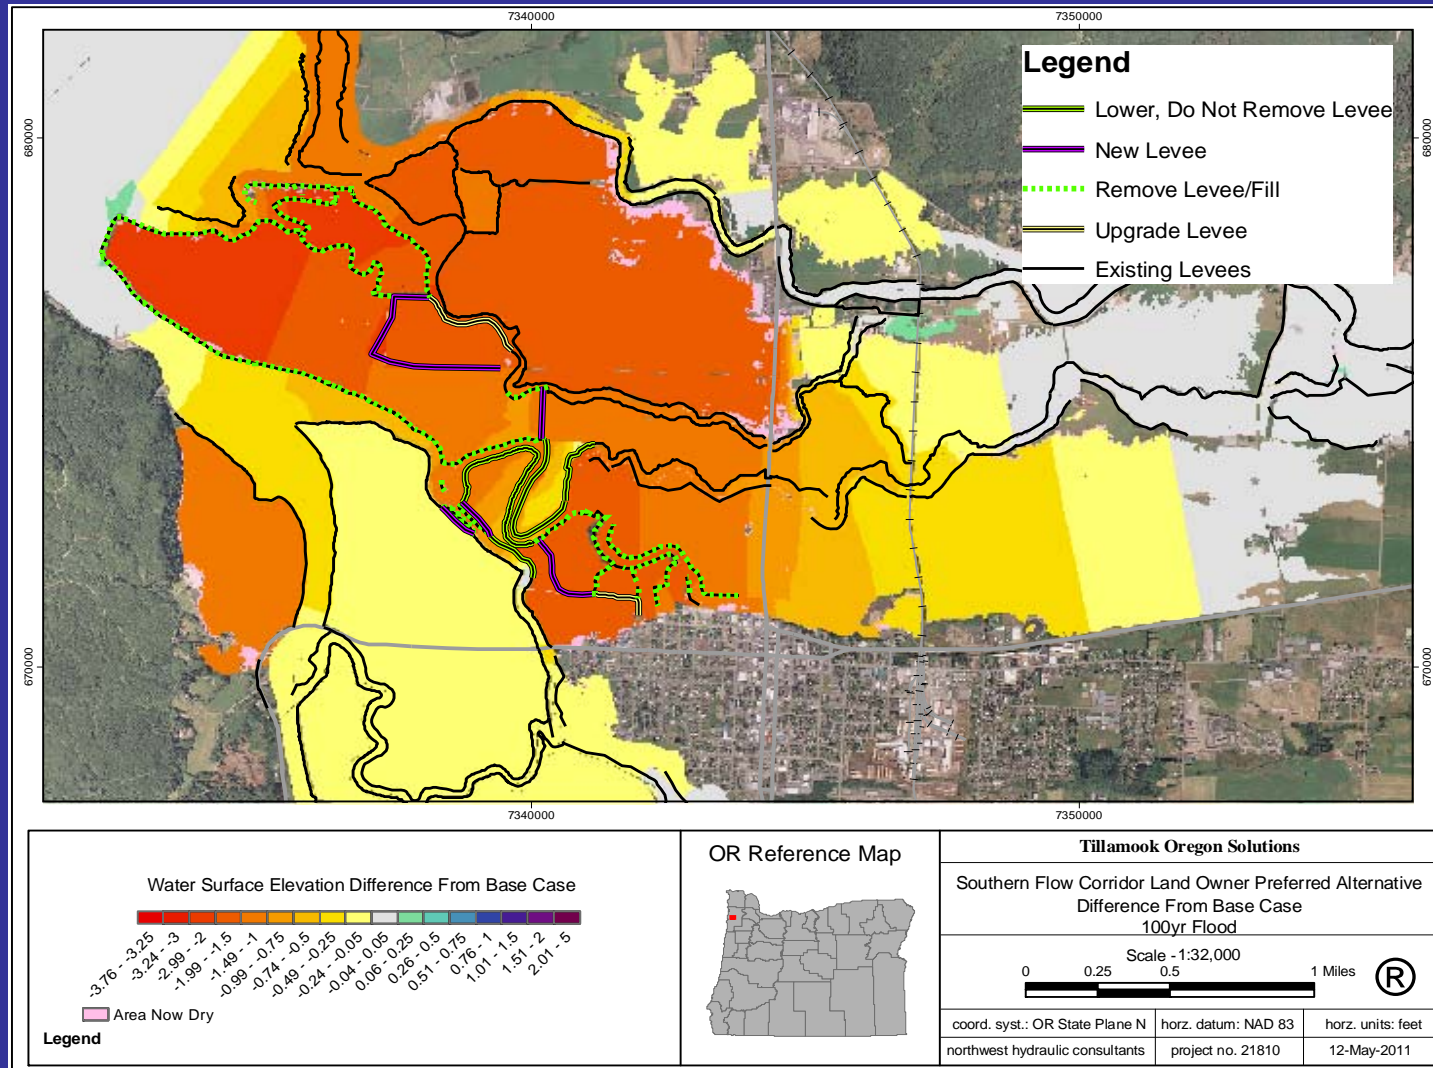 7340000
7350000
680000
680000
Legend
Lower, Do Not Remove Levee
New Levee
Remove Levee/Fill
Upgrade Levee
Existing Levees
670000
670000
7340000
7350000
Water Surface Elevation Difference From Base Case
-3.76 - -3.25
-3.24 - -3
-2.99 - -2
-1.99 - -1.5
-1.49 - -1
-0.99 - -0.75
-0.74 - -0.5
-0.49 - -0.25
-0.24 - -0.05
-0.04 - 0.05
0.06 - 0.25
0.26 - 0.5
0.51 - 0.75
0.76 - 1
1.01 - 1.5
1.51 - 2
2.01 - 5
Area Now Dry
Legend
OR Reference Map
Tillamook Oregon Solutions
Southern Flow Corridor Land Owner Preferred Alternative
Difference From Base Case
100yr Flood
Scale - 1:32,000
0 0.25 0.5 1 Miles
®
coord. syst.: OR State Plane N horz. datum: NAD 83 horz. units: feet
northwest hydraulic consultants project no. 21810 12-May-2011